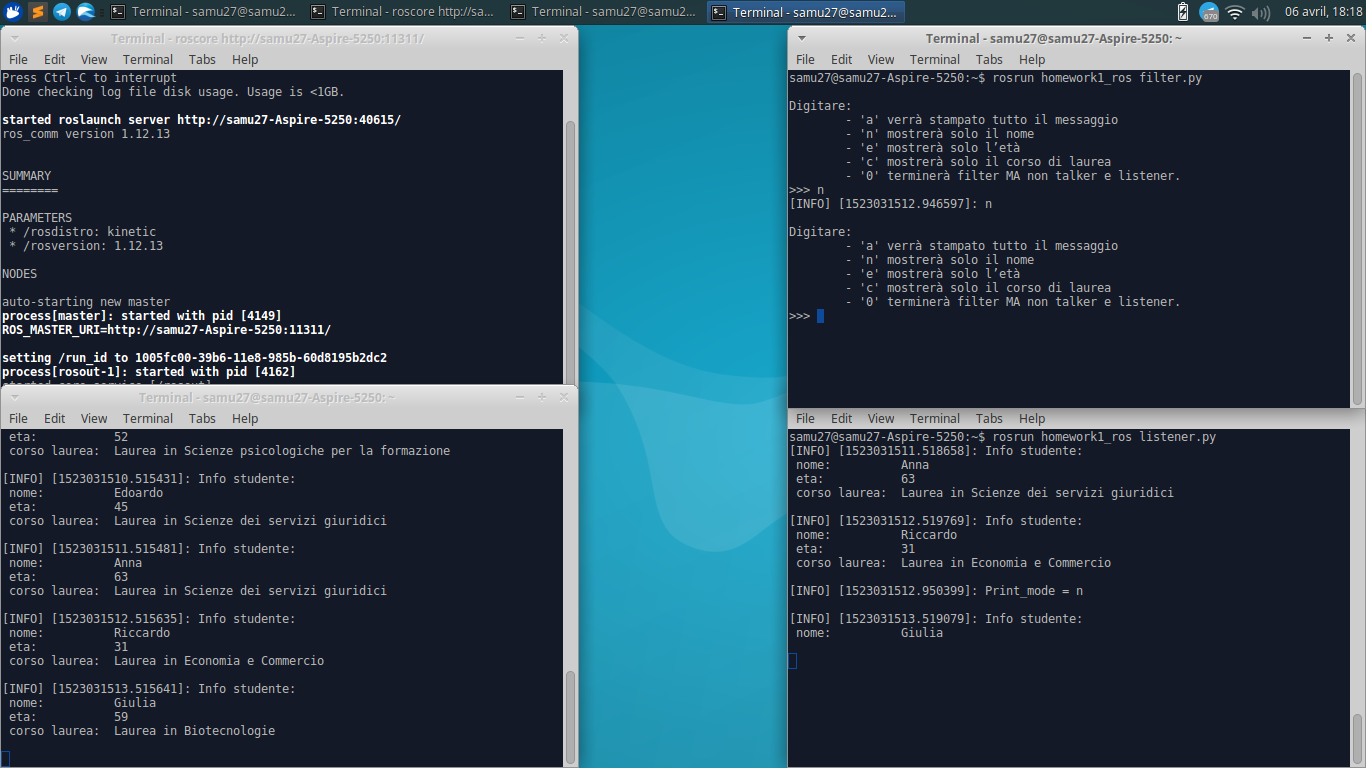 Terminal - samu27@samu2...
Terminal - roscore http://sa...
Terminal - samu27@samu2...
Terminal - samu27@samu2...
670
06 avril, 18:18
Terminal - roscore http://samu27-Aspire-5250:11311/
File Edit View Terminal Tabs Help
Press Ctrl-C to interrupt
Done checking log file disk usage. Usage is <1GB.
started roslaunch server http://samu27-Aspire-5250:40615/
ros_comm version 1.12.13
SUMMARY
========
PARAMETERS
* /rosdistro: kinetic
* /rosversion: 1.12.13
NODES
auto-starting new master
process[master]: started with pid [4149]
ROS_MASTER_URI=http://samu27-Aspire-5250:11311/
setting /run_id to 1005fc00-39b6-11e8-985b-60d8195b2dc2
process[rosout-1]: started with pid [4162]
started core service [/rosout]
Terminal - samu27@samu27-Aspire-5250: ~
File Edit View Terminal Tabs Help
samu27@samu27-Aspire-5250:~$ rosrun homework1_ros filter.py
Digitare:
- 'a' verrà stampato tutto il messaggio
- 'n' mostrerà solo il nome
- 'e' mostrerà solo l’età
- 'c' mostrerà solo il corso di laurea
- '0' terminerà filter MA non talker e listener.
>>> n
[INFO] [1523031512.946597]: n
Digitare:
- 'a' verrà stampato tutto il messaggio
- 'n' mostrerà solo il nome
- 'e' mostrerà solo l’età
- 'c' mostrerà solo il corso di laurea
- '0' terminerà filter MA non talker e listener.
>>>
Terminal - samu27@samu27-Aspire-5250: ~
File Edit View Terminal Tabs Help
eta: 52
corso laurea: Laurea in Scienze psicologiche per la formazione
[INFO] [1523031510.515431]: Info studente:
nome: Edoardo
eta: 45
corso laurea: Laurea in Scienze dei servizi giuridici
[INFO] [1523031511.515481]: Info studente:
nome: Anna
eta: 63
corso laurea: Laurea in Scienze dei servizi giuridici
[INFO] [1523031512.515635]: Info studente:
nome: Riccardo
eta: 31
corso laurea: Laurea in Economia e Commercio
[INFO] [1523031513.515641]: Info studente:
nome: Giulia
eta: 59
corso laurea: Laurea in Biotecnologie
File Edit View Terminal Tabs Help
samu27@samu27-Aspire-5250:~$ rosrun homework1_ros listener.py
[INFO] [1523031511.518658]: Info studente:
nome: Anna
eta: 63
corso laurea: Laurea in Scienze dei servizi giuridici
[INFO] [1523031512.519769]: Info studente:
nome: Riccardo
eta: 31
corso laurea: Laurea in Economia e Commercio
[INFO] [1523031512.950399]: Print_mode = n
[INFO] [1523031513.519079]: Info studente:
nome: Giulia